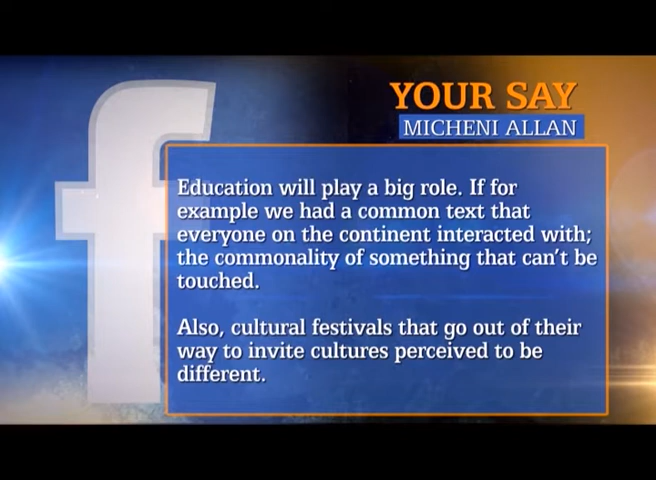 YOUR SAY
MICHENI ALLAN
Education will play a big role. If for
example we had a common text that
everyone on the continent interacted with;
the commonality of something that can't be
touched.
Also, cultural festivals that go out of their
way to invite cultures perceived to be
different.